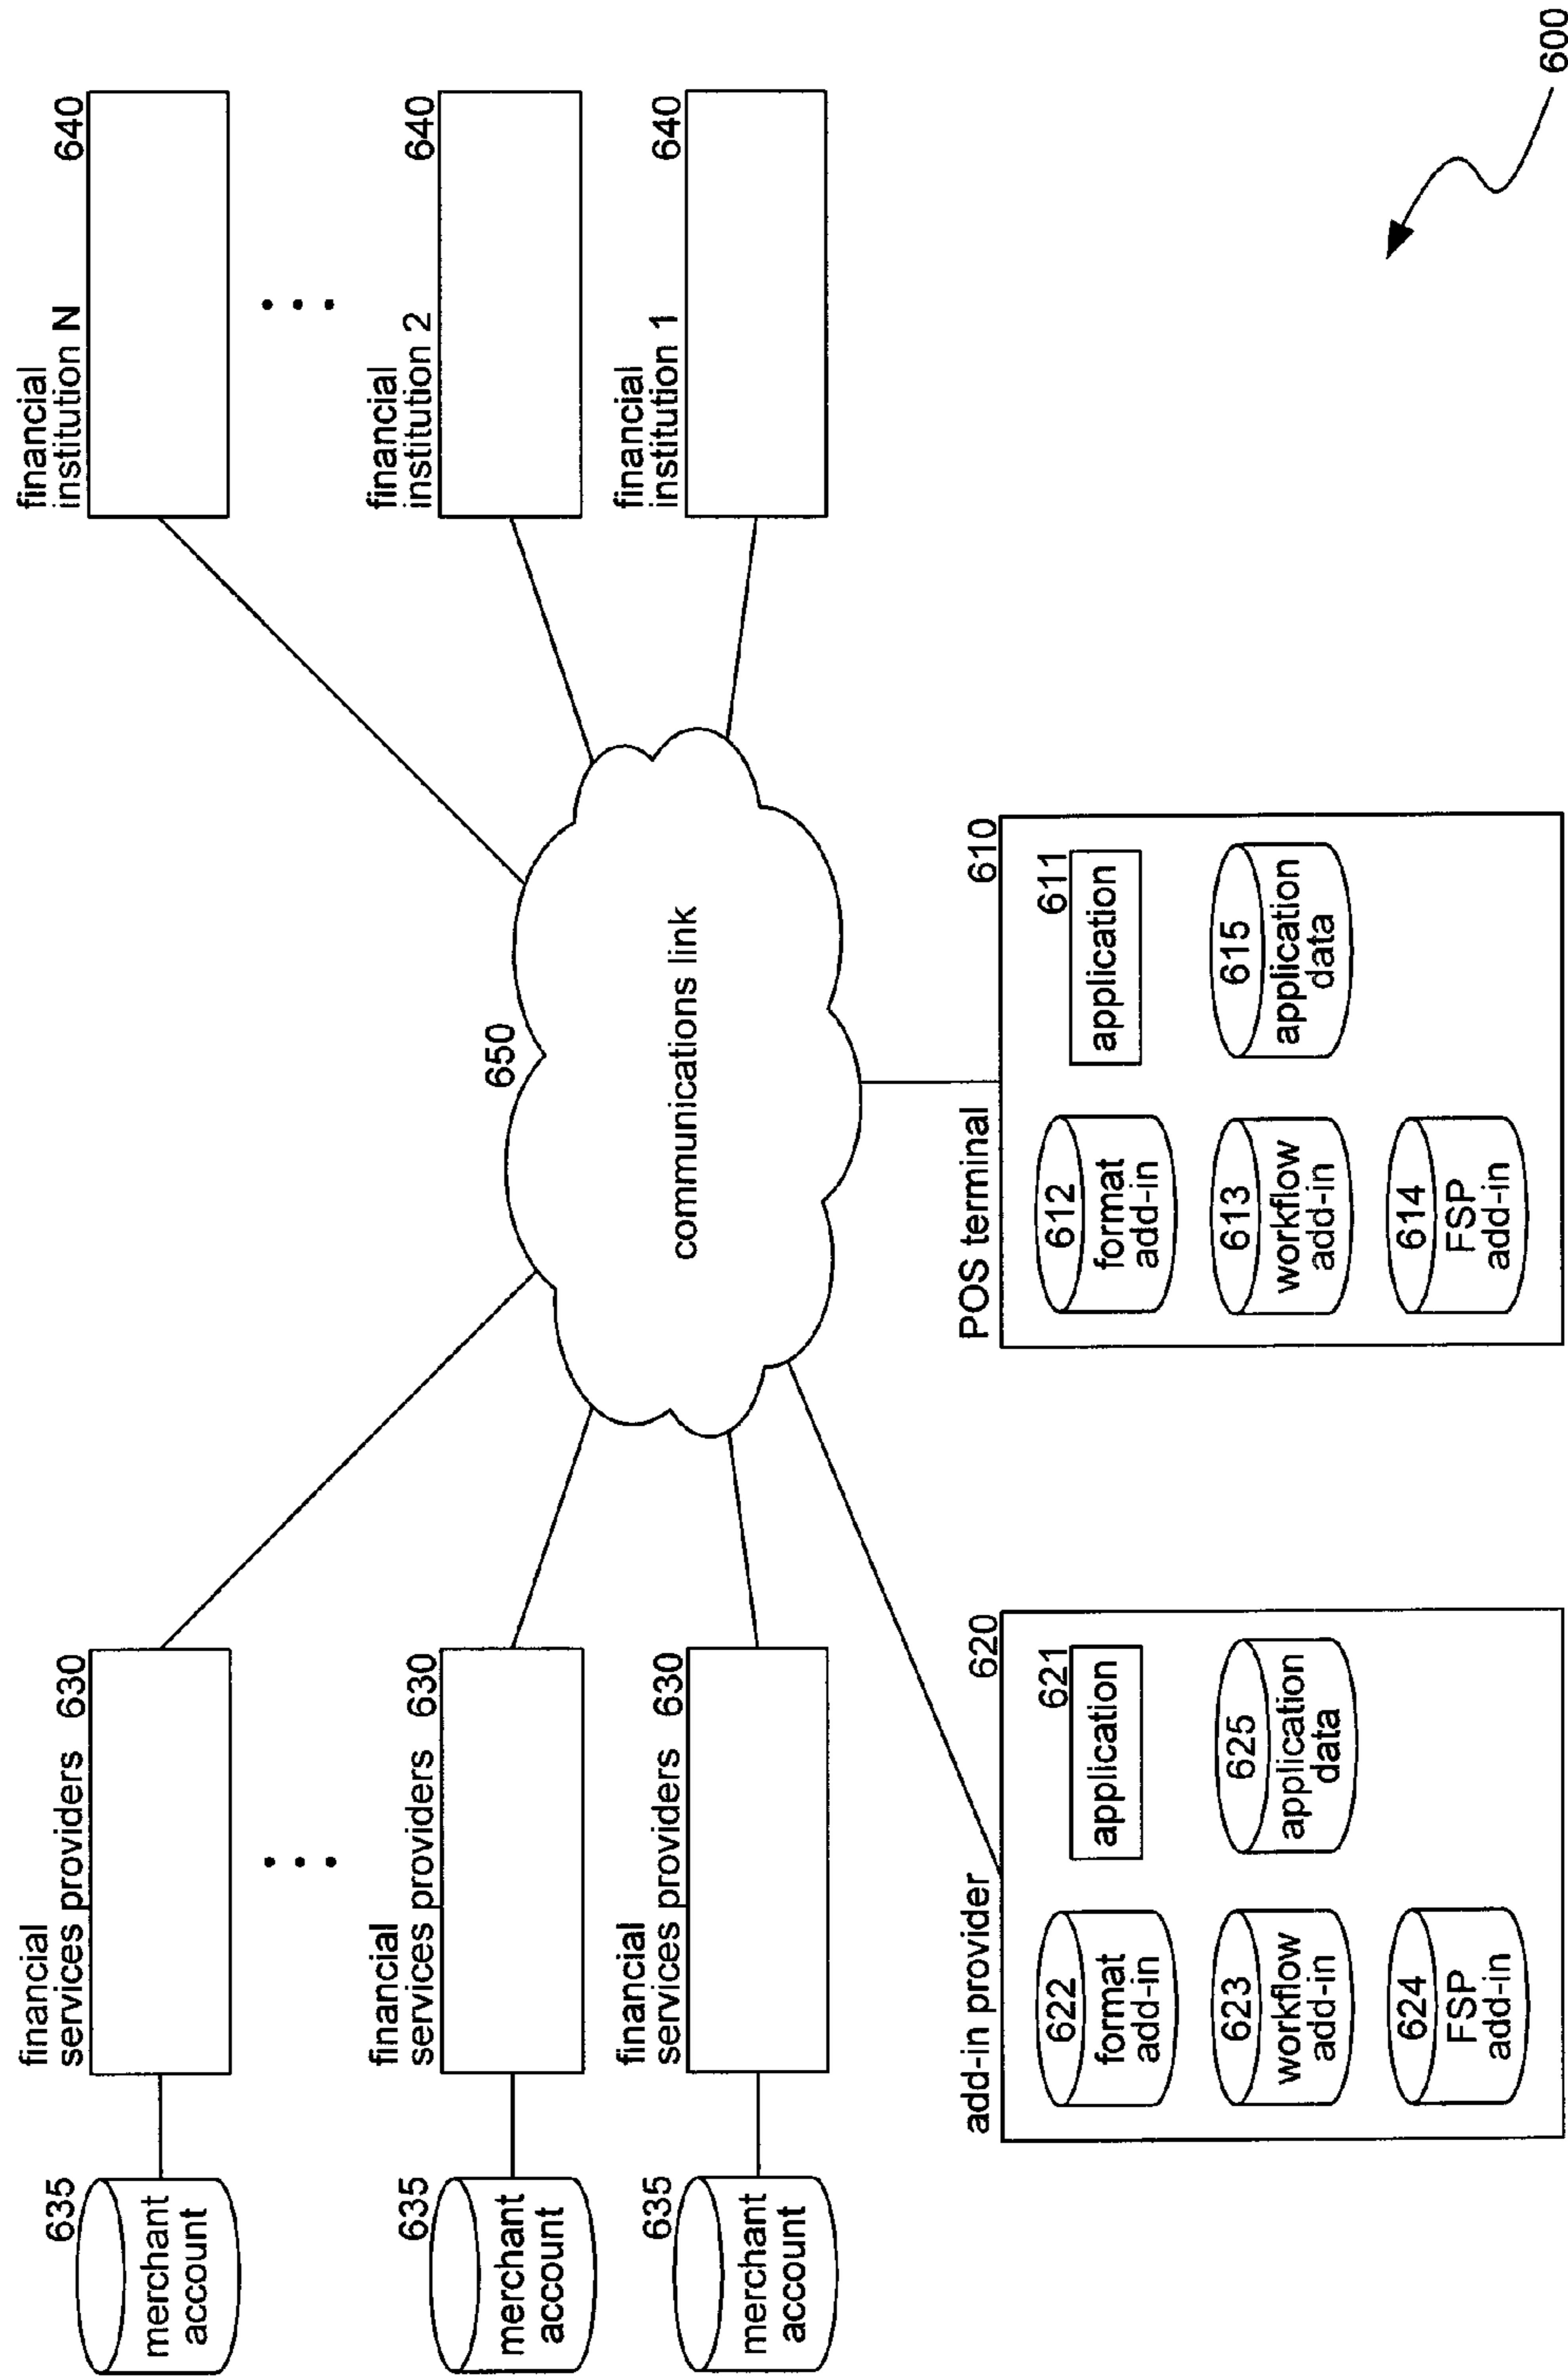 635
merchant
account
financial
services providers 630
• • •
635
merchant
account
financial
services providers 630
635
merchant
account
financial
services providers 630
650
communications link
financial
institution N
640
• • •
financial
institution 2
640
financial
institution 1
640
add-in provider
620
622
format
add-in
621
application
623
workflow
add-in
625
application
data
624
FSP
add-in
POS terminal
610
612
format
add-in
611
application
613
workflow
add-in
615
application
data
614
FSP
add-in
600